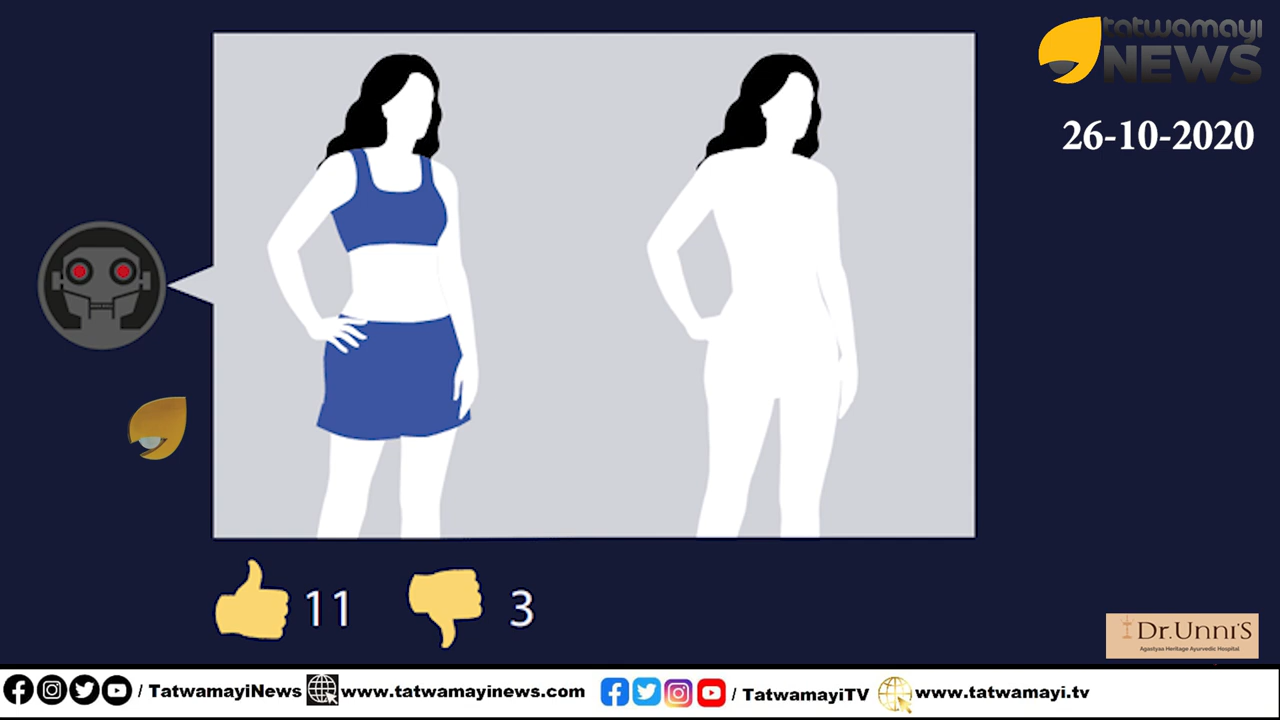 tatwamayi
NEWS
26-10-2020
11
3
Dr.Unni'S
Agastyaa Heritage Ayurvedic Hospital
/ TatwamayiNews
www.tatwamayinews.com
/ TatwamayiTV
www.tatwamayi.tv